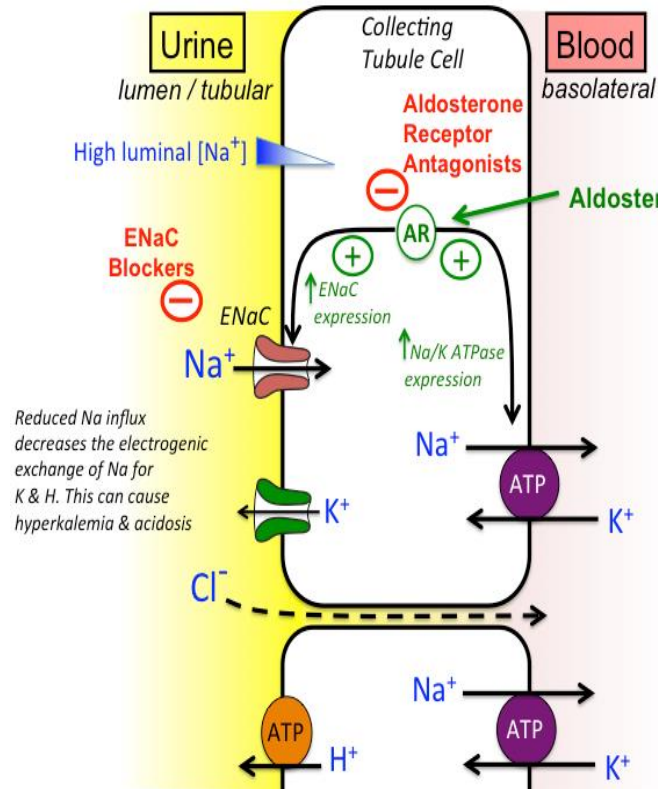 Urine
lumen / tubular
Collecting
Tubule Cell
Blood
basolateral
High luminal [Na⁺]
Aldosterone
Receptor
Antagonists
AR
Aldoster
ENaC
Blockers
↑ENaC
expression
↑Na/K ATPase
expression
ENaC
Na⁺
Reduced Na influx
decreases the electrogenic
exchange of Na for
K & H. This can cause
hyperkalemia & acidosis
K⁺
Na⁺
ATP
K⁺
Cl⁻
ATP
H⁺
Na⁺
ATP
K⁺